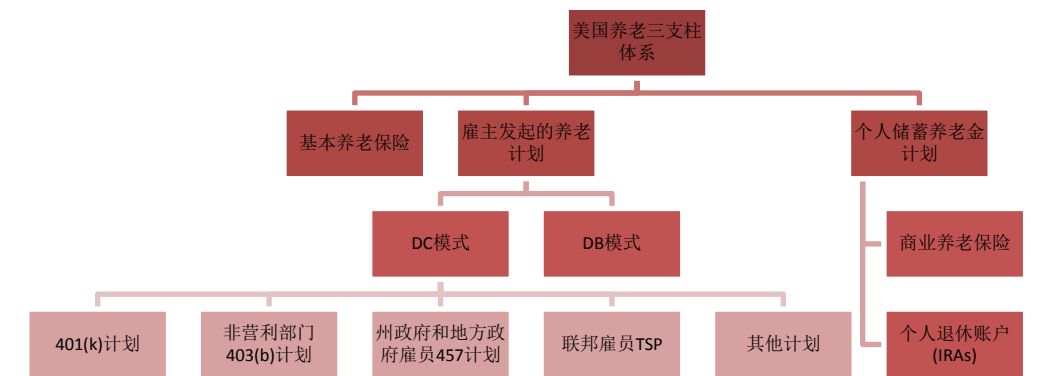 美国养老三支柱
体系
基本养老保险
雇主发起的养老
计划
个人储蓄养老金
计划
DC模式
DB模式
商业养老保险
401(k)计划
非营利部门
403(b)计划
州政府和地方政
府雇员457计划
联邦雇员TSP
其他计划
个人退休账户
(IRAs)